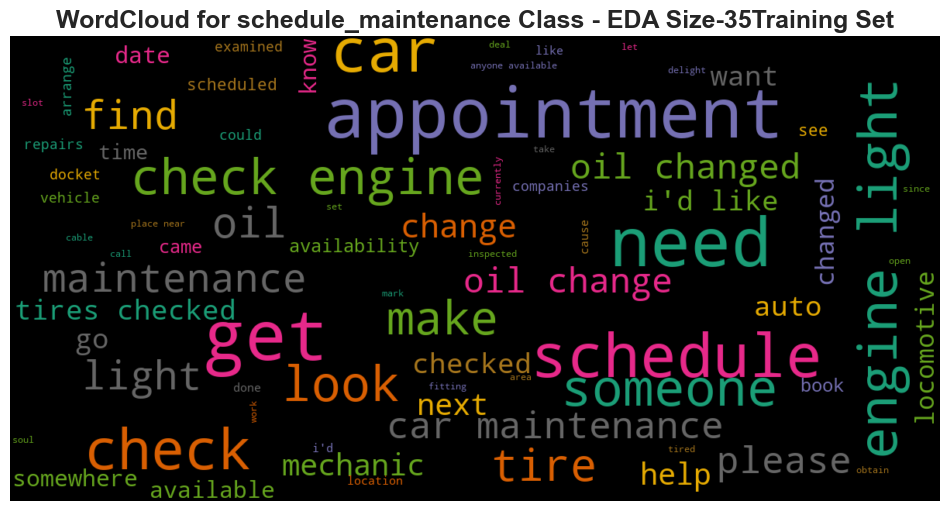 WordCloud for schedule_maintenance Class - EDA Size-35Training Set
examined
deal
like
let
date
know
car
anyone available
delight
want
arrange
scheduled
slot
find
appointment
engine light
could
see
repairs
time
take
oil changed
docket
check engine
currently
companies
since
vehicle
i'd like
changed
set
place near
oil
change
need
cable
came
availability
cause
call
inspected
open
maintenance
oil change
mark
auto
locomotive
tires checked
get
make
go
schedule
light
checked
look
area
someone
book
done
fitting
next
work
car maintenance
soul
check
i'd
tired
mechanic
tire
please
obtain
somewhere
location
help
available